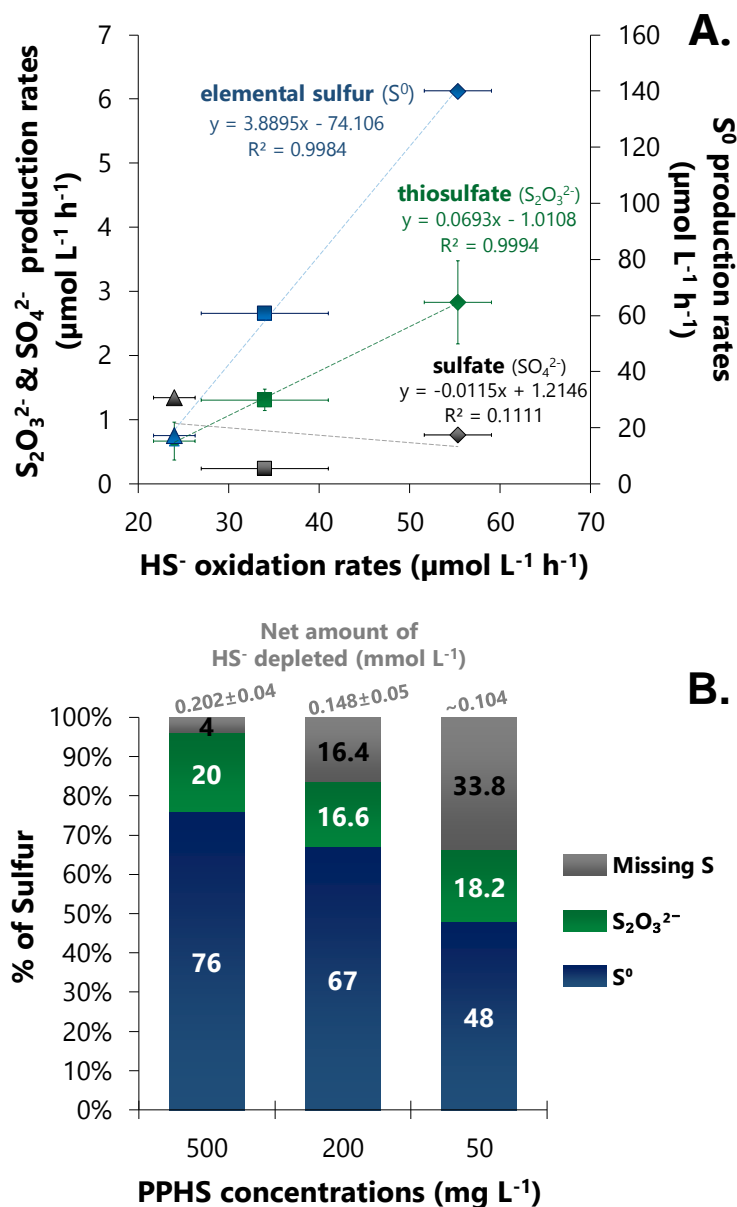 A.
S₂O₃²⁻ & SO₄²⁻ production rates
(µmol L⁻¹ h⁻¹)
7
6
5
4
3
2
1
0
160
140
120
100
80
60
40
20
0
S⁰ production rates
(µmol L⁻¹ h⁻¹)
elemental sulfur (S⁰)
y = 3.8895x - 74.106
R² = 0.9984
thiosulfate (S₂O₃²⁻)
y = 0.0693x - 1.0108
R² = 0.9994
sulfate (SO₄²⁻)
y = -0.0115x + 1.2146
R² = 0.1111
20 30 40 50 60 70
HS⁻ oxidation rates (µmol L⁻¹ h⁻¹)
B.
Net amount of
HS⁻ depleted (mmol L⁻¹)
0.202±0.04 0.148±0.05 ~0.104
% of Sulfur
100%
90%
80%
70%
60%
50%
40%
30%
20%
10%
0%
4
20
76
16.4
16.6
67
33.8
18.2
48
Missing S
S₂O₃²⁻
S⁰
500 200 50
PPHS concentrations (mg L⁻¹)